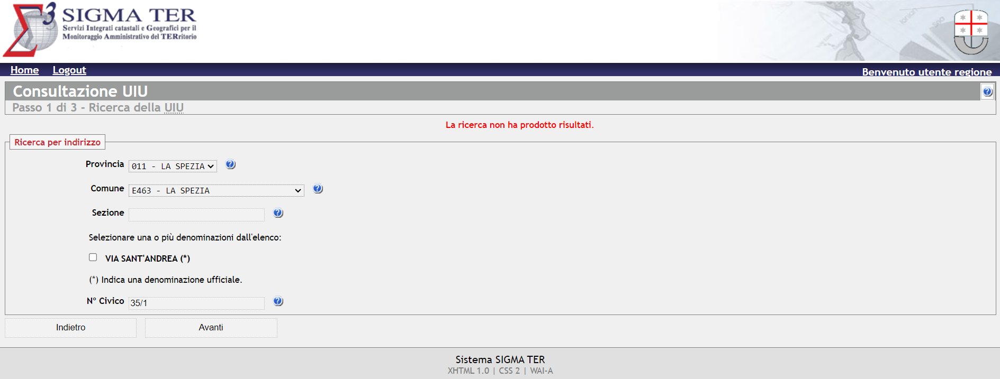 SIGMA TER
Servizi Integrati catastali e Geografici per il
Monitoraggio Amministrativo del TERritorio
Home Logout Benvenuto utente regione
Consultazione UIU
Passo 1 di 3 - Ricerca della UIU
La ricerca non ha prodotto risultati.
Ricerca per indirizzo
Provincia 011 - LA SPEZIA
Comune E463 - LA SPEZIA
Sezione
Selezionare una o più denominazioni dall'elenco:
VIA SANT'ANDREA (*)
(*) Indica una denominazione ufficiale.
N° Civico 35/1
Indietro Avanti
Sistema SIGMA TER
XHTML 1.0 | CSS 2 | WAI-A